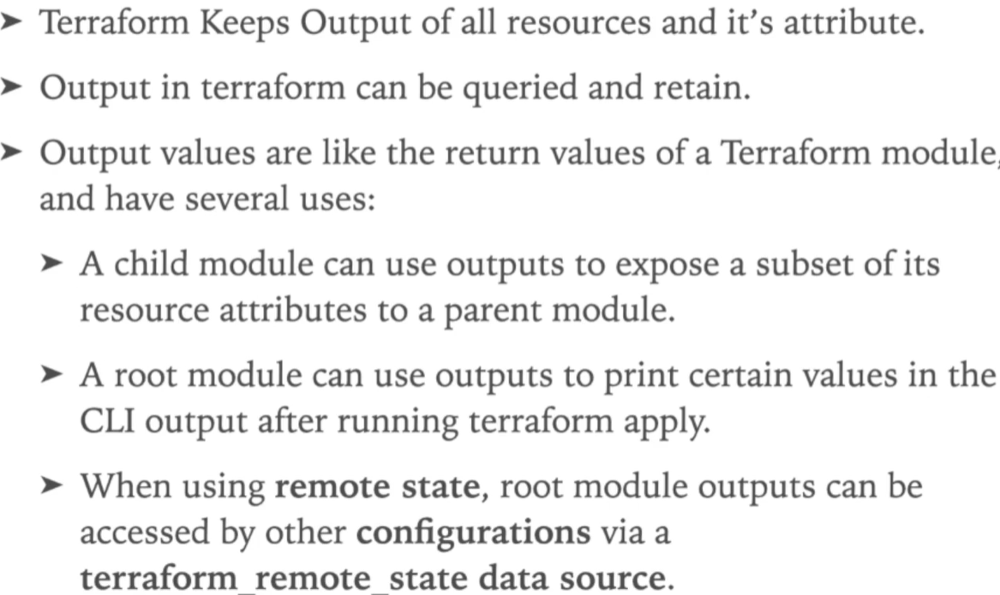 ➤ Terraform Keeps Output of all resources and it's attribute.
➤ Output in terraform can be queried and retain.
➤ Output values are like the return values of a Terraform module,
and have several uses:
➤ A child module can use outputs to expose a subset of its
resource attributes to a parent module.
➤ A root module can use outputs to print certain values in the
CLI output after running terraform apply.
➤ When using remote state, root module outputs can be
accessed by other configurations via a
terraform_remote_state data source.